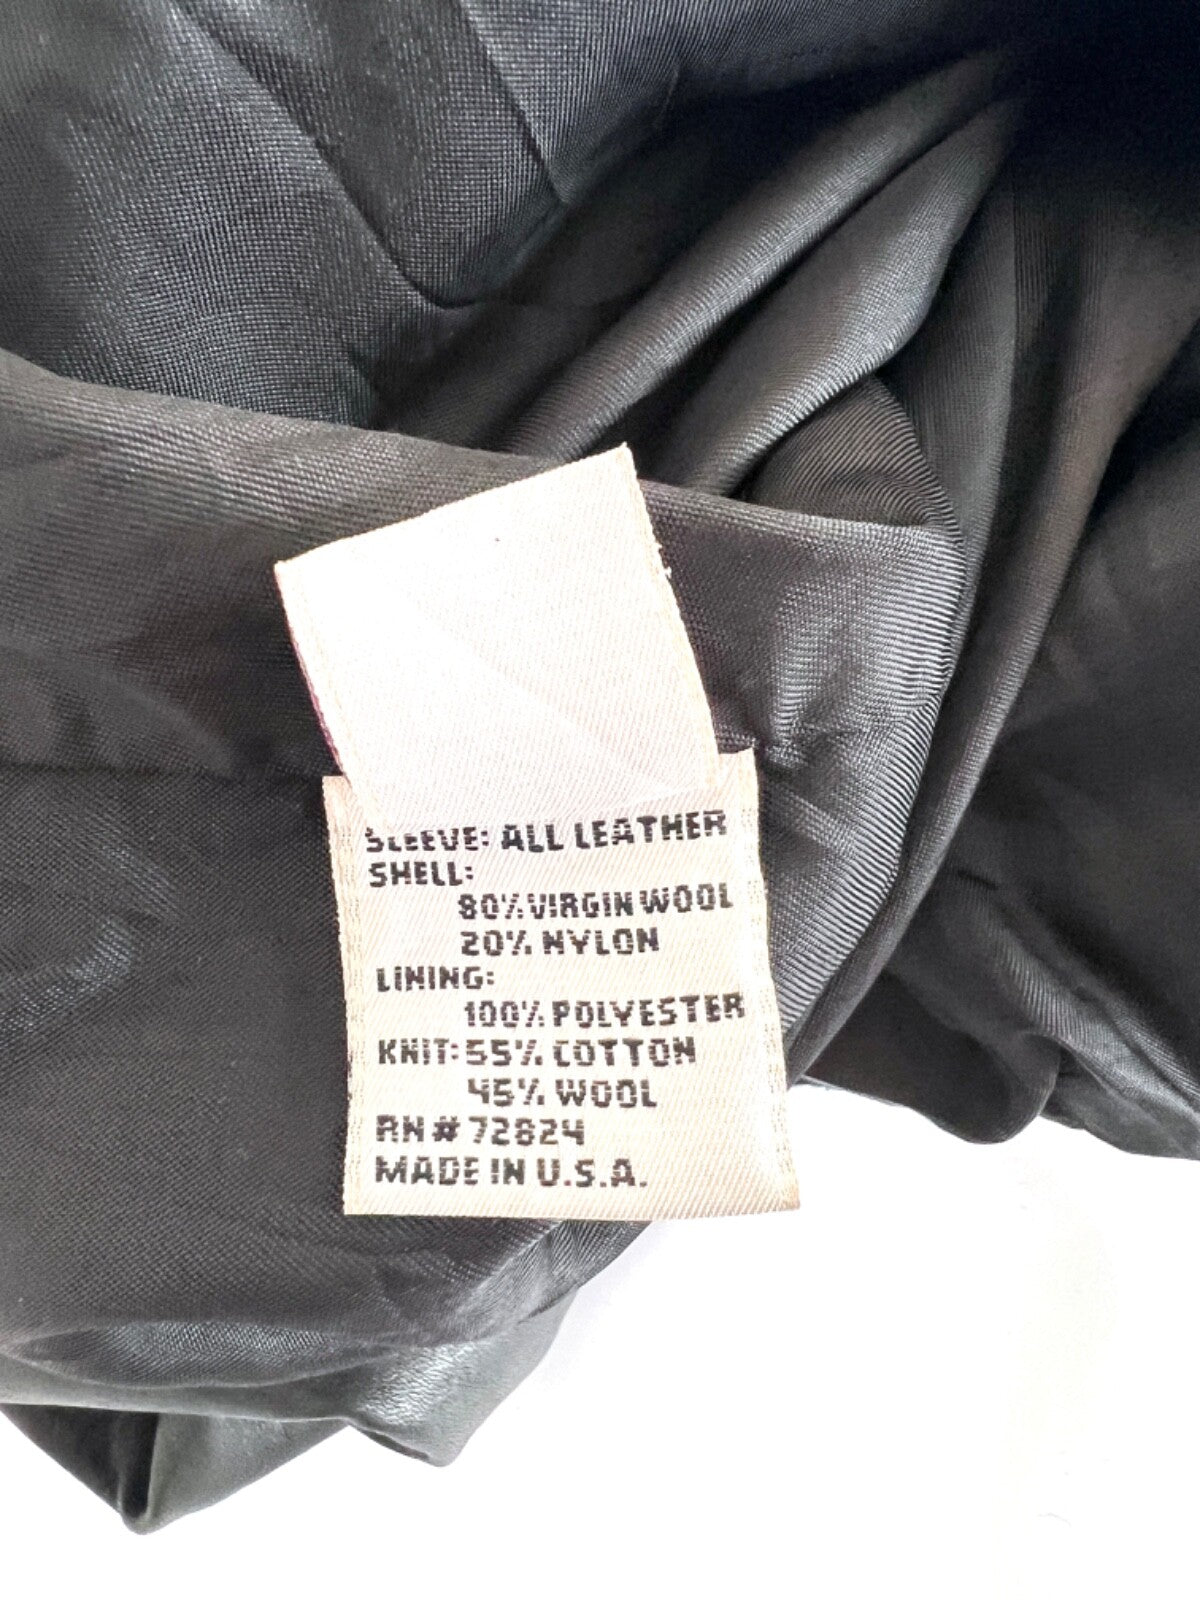 SLEEVE: ALL LEATHER
SHELL:
80% VIRGIN WOOL
20% NYLON
LINING:
100% POLYESTER
KNIT: 55% COTTON
45% WOOL
RN# 72824
MADE IN U.S.A.